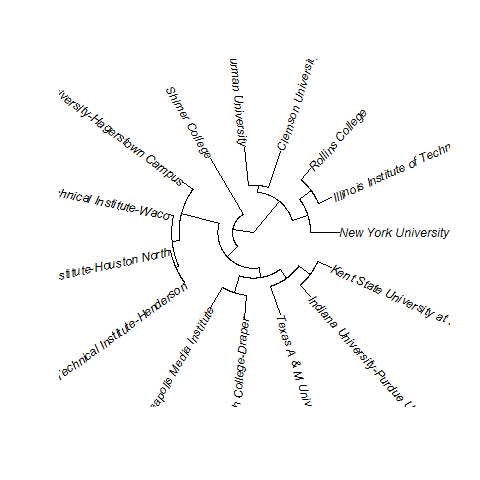 urman University
Clemson Universit
Shimer College
Rollins College
iversity-Hagerstown Campus
Illinois Institute of Techn
chnical Institute-Waco
New York University
stitute-Houston North
Kent State University at
Technical Institute-Henderson
Indiana University-Purdue U
apolis Media Institute
h College-Draper
Texas A & M Univ